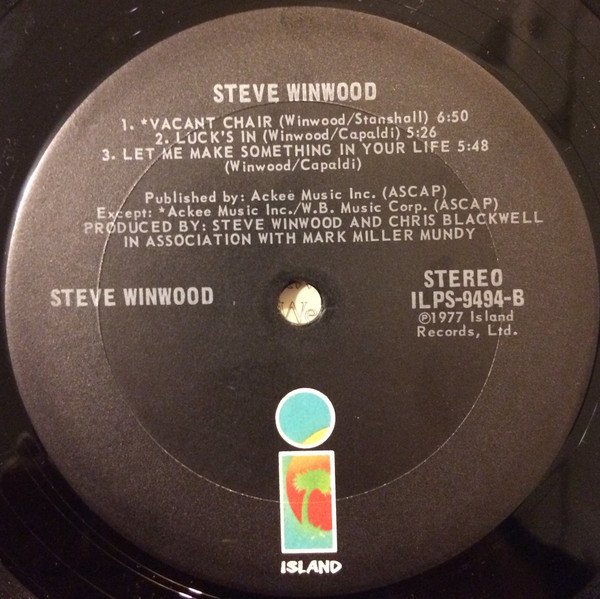 STEVE WINWOOD
1. *VACANT CHAIR (Winwood/Stanshall) 6:50
2. LUCK'S IN (Winwood/Capaldi) 5:26
3. LET ME MAKE SOMETHING IN YOUR LIFE 5:48
(Winwood/Capaldi)
Published by: Ackee Music Inc. (ASCAP)
Except: *Ackee Music Inc./W.B. Music Corp. (ASCAP)
PRODUCED BY: STEVE WINWOOD AND CHRIS BLACKWELL
IN ASSOCIATION WITH MARK MILLER MUNDY
STEVE WINWOOD
STEREO
ILPS-9494-B
℗1977 Island
Records, Ltd.
ISLAND